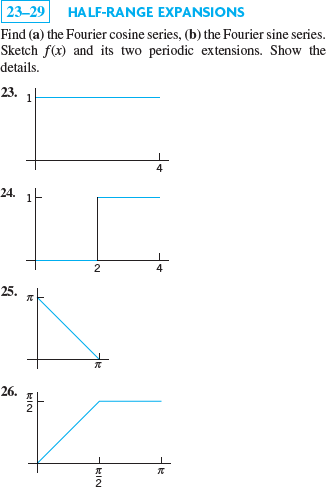 23–29 HALF-RANGE EXPANSIONS
Find (a) the Fourier cosine series, (b) the Fourier sine series.
Sketch f(x) and its two periodic extensions. Show the
details.
23.
1
4
24.
1
2 4
25.
π
π
26.
π/2
π/2 π